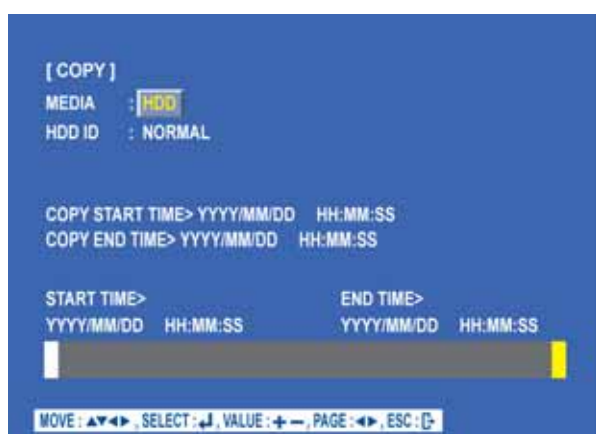 [ COPY ]
MEDIA : HDD
HDD ID : NORMAL
COPY START TIME> YYYY/MM/DD HH:MM:SS
COPY END TIME> YYYY/MM/DD HH:MM:SS
START TIME> END TIME>
YYYY/MM/DD HH:MM:SS YYYY/MM/DD HH:MM:SS
MOVE : ▲▼◄► , SELECT : ↲ , VALUE : + − , PAGE : ◄► , ESC :